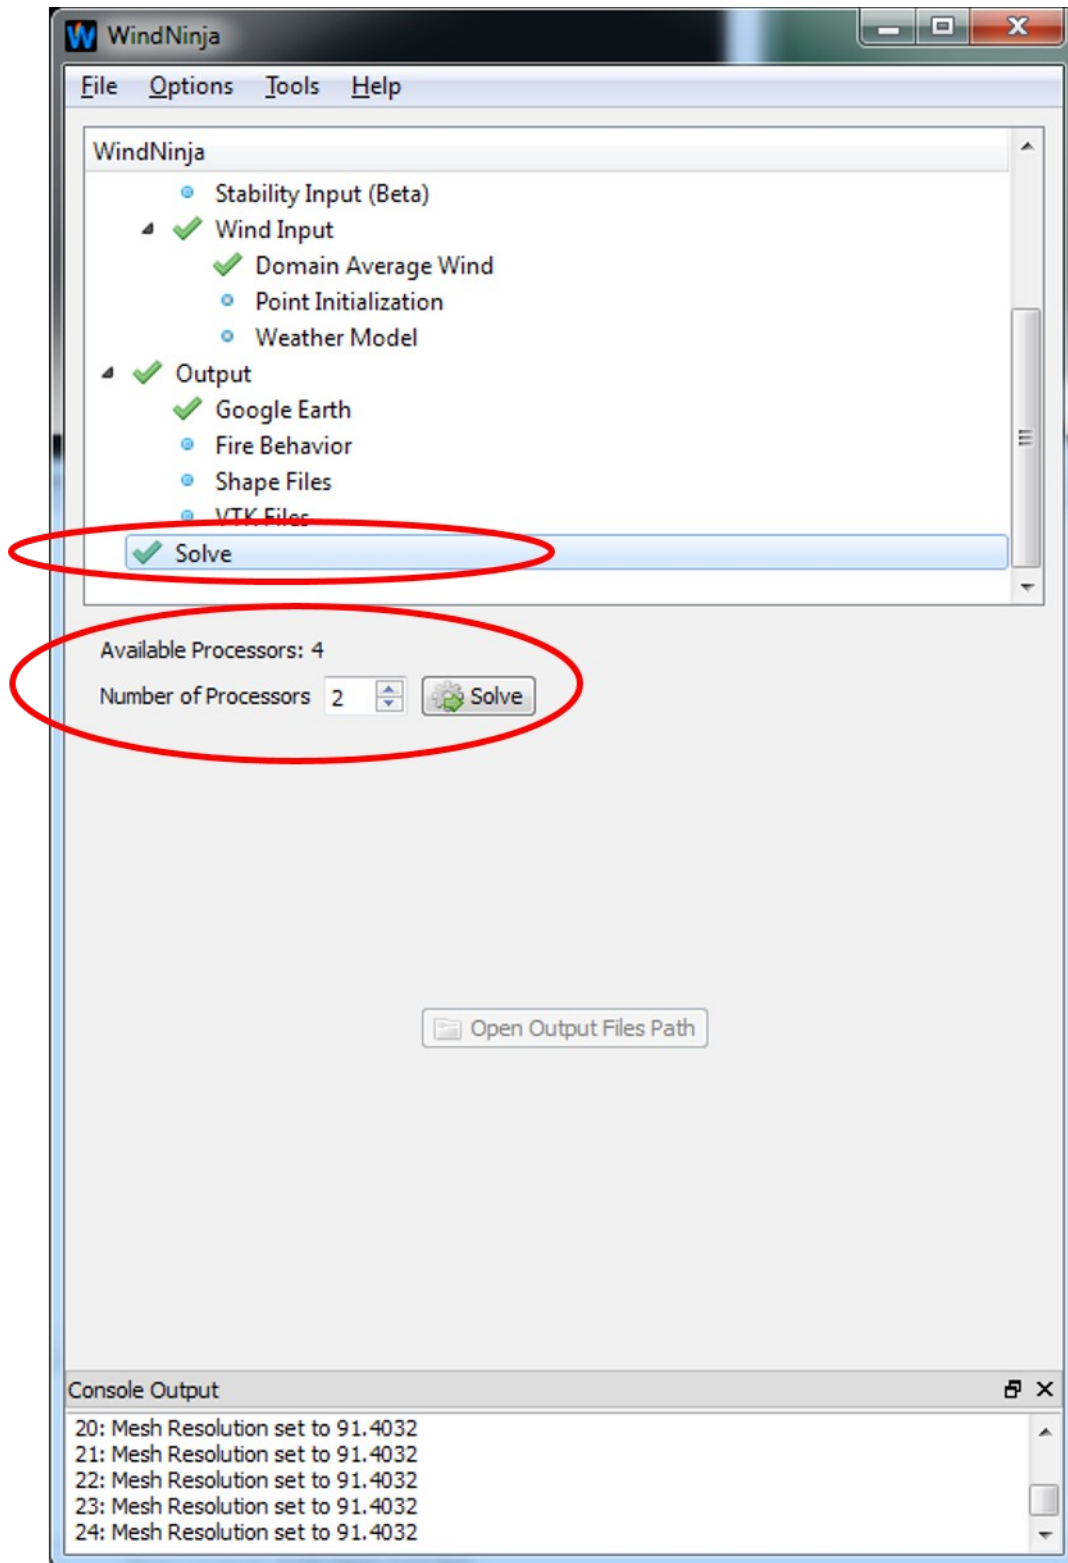 WindNinja
File Options Tools Help
WindNinja
Stability Input (Beta)
Wind Input
Domain Average Wind
Point Initialization
Weather Model
Output
Google Earth
Fire Behavior
Shape Files
VTK Files
Solve
Available Processors: 4
Number of Processors 2 Solve
Open Output Files Path
Console Output
20: Mesh Resolution set to 91.4032
21: Mesh Resolution set to 91.4032
22: Mesh Resolution set to 91.4032
23: Mesh Resolution set to 91.4032
24: Mesh Resolution set to 91.4032